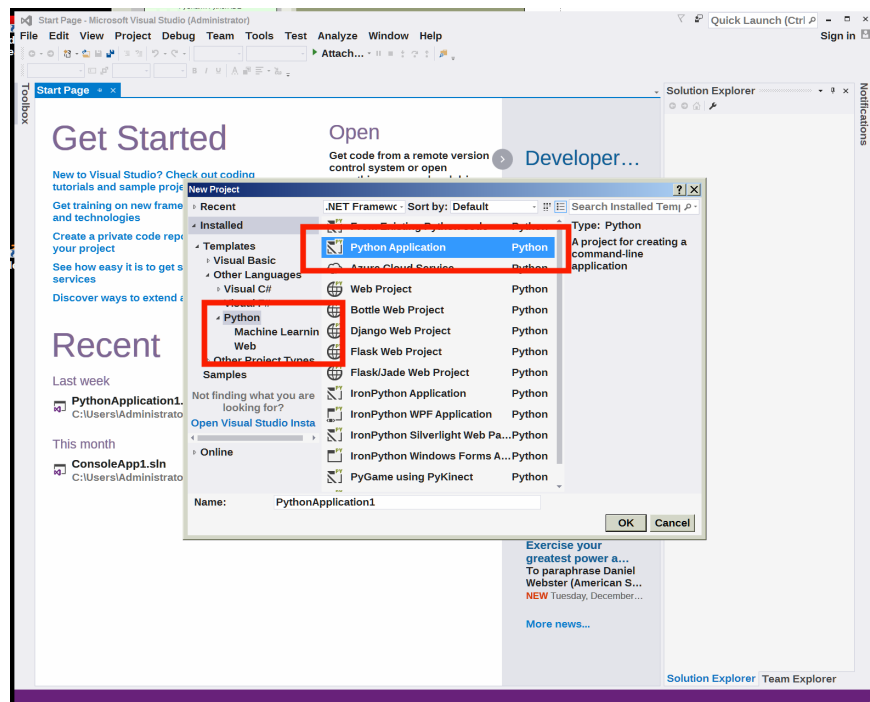 Start Page - Microsoft Visual Studio (Administrator)
Quick Launch (Ctrl
File Edit View Project Debug Team Tools Test Analyze Window Help
Sign in
Attach...
B I U A
Toolbox
Start Page
Solution Explorer
Notifications
Get Started
New to Visual Studio? Check out coding
tutorials and sample proje
Get training on new frame
and technologies
Create a private code repo
your project
See how easy it is to get s
services
Discover ways to extend a
Recent
Last week
PythonApplication1.
C:\Users\Administrato
This month
ConsoleApp1.sln
C:\Users\Administrato
Open
Get code from a remote version
control system or open
Developer...
New Project
? X
Recent
.NET Framewc Sort by: Default
Search Installed Temp
Installed
Templates
Visual Basic
Other Languages
Visual C#
Python
Machine Learnin
Web
Other Project Types
Samples
Not finding what you are
looking for?
Open Visual Studio Insta
Online
From Existing Python code Python
Python Application Python
Azure Cloud Service Python
Web Project Python
Bottle Web Project Python
Django Web Project Python
Flask Web Project Python
Flask/Jade Web Project Python
IronPython Application Python
IronPython WPF Application Python
IronPython Silverlight Web Pa...Python
IronPython Windows Forms A...Python
PyGame using PyKinect Python
Type: Python
A project for creating a
command-line
application
Name: PythonApplication1
OK Cancel
Exercise your
greatest power a...
To paraphrase Daniel
Webster (American S...
NEW Tuesday, December...
More news...
Solution Explorer Team Explorer